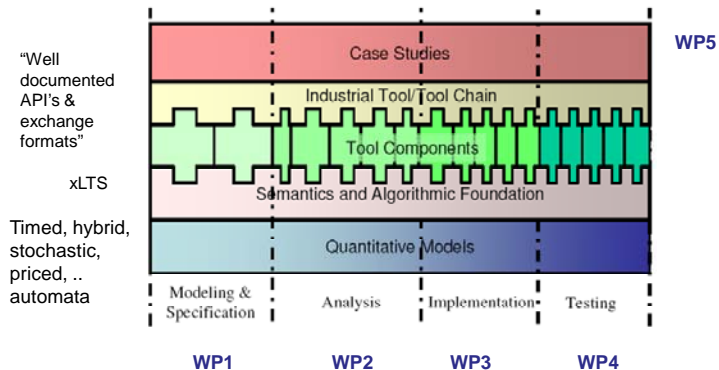 Case Studies
WP5
“Well
documented
API’s &
exchange
formats”
Industrial Tool/Tool Chain
Tool Components
xLTS
Semantics and Algorithmic Foundation
Timed, hybrid,
stochastic,
priced, ..
automata
Quantitative Models
Modeling &
Specification
Analysis
Implementation
Testing
WP1
WP2
WP3
WP4